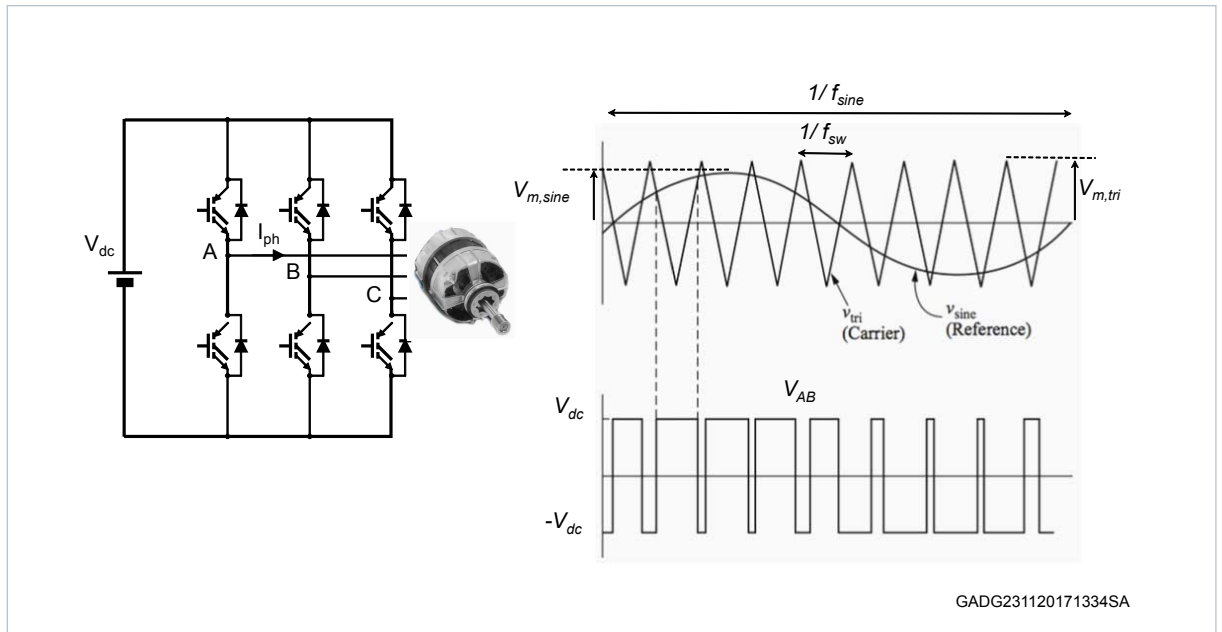 1/ f_sine
1/ f_sw
V_m,sine
V_m,tri
I_ph
A
V_dc
B
C
v_tri
(Carrier)
v_sine
(Reference)
V_AB
V_dc
-V_dc
GADG231120171334SA